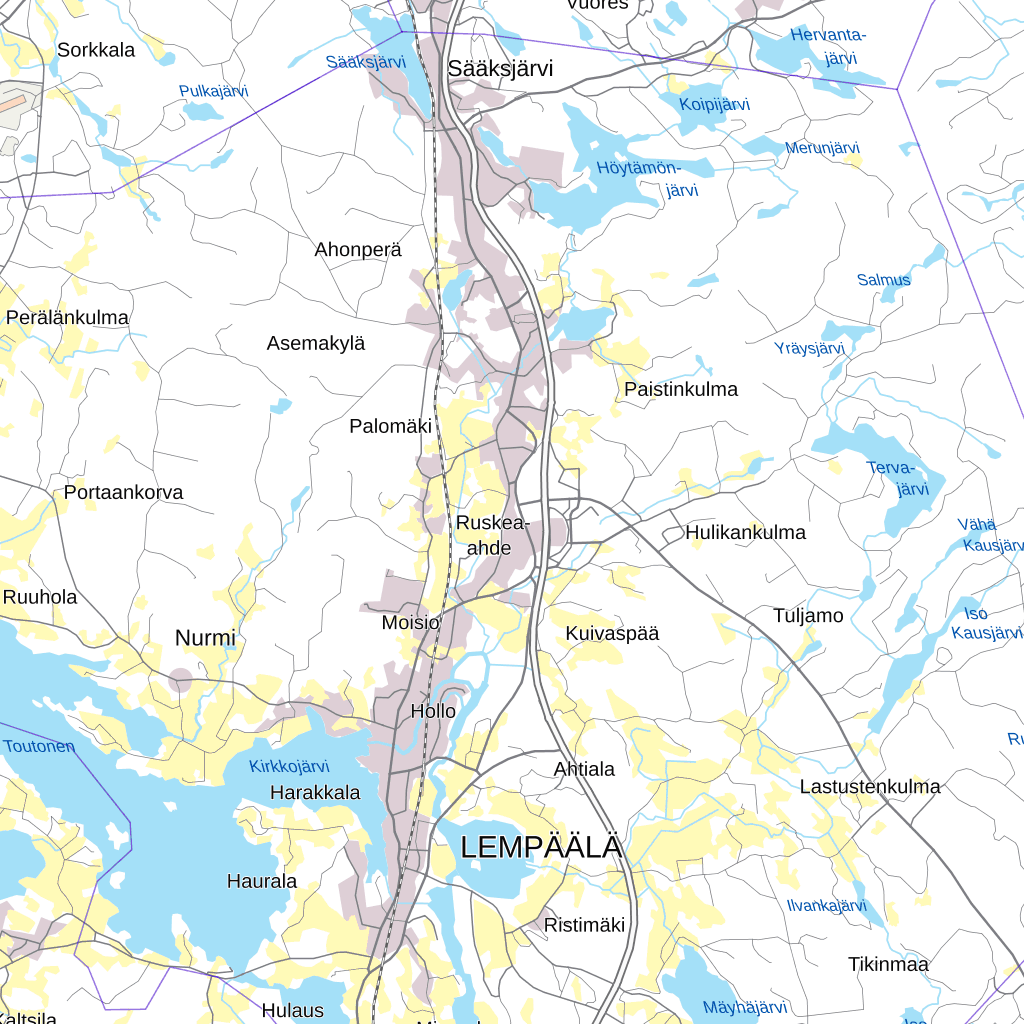 Vuores
Sorkkala
Hervanta-
järvi
Sääksjärvi
Sääksjärvi
Pulkajärvi
Koipijärvi
Merunjärvi
Höytämön-
järvi
Ahonperä
Salmus
Perälänkulma
Asemakylä
Yräysjärvi
Paistinkulma
Palomäki
Terva-
järvi
Portaankorva
Ruskea-
ahde
Vähä
Kausjärvi
Hulikankulma
Ruuhola
Moisio
Tuljamo
Iso
Kausjärvi
Nurmi
Kuivaspää
Hollo
Toutonen
Kirkkojärvi
Ahtiala
Harakkala
Lastustenkulma
LEMPÄÄLÄ
Haurala
Ilvankajärvi
Ristimäki
Tikinmaa
Hulaus
Mäyhäjärvi
Kaltsila
Iso